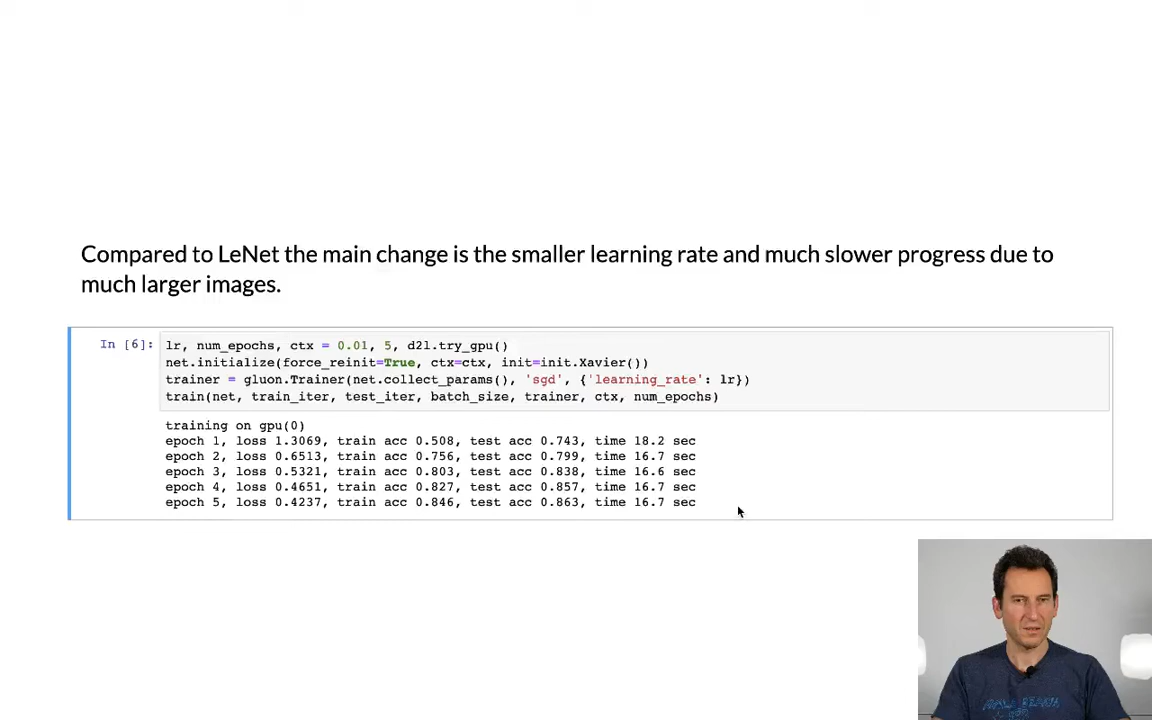 Compared to LeNet the main change is the smaller learning rate and much slower progress due to
much larger images.
In [6]:
lr, num_epochs, ctx = 0.01, 5, d2l.try_gpu()
net.initialize(force_reinit=True, ctx=ctx, init=init.Xavier())
trainer = gluon.Trainer(net.collect_params(), 'sgd', {'learning_rate': lr})
train(net, train_iter, test_iter, batch_size, trainer, ctx, num_epochs)
training on gpu(0)
epoch 1, loss 1.3069, train acc 0.508, test acc 0.743, time 18.2 sec
epoch 2, loss 0.6513, train acc 0.756, test acc 0.799, time 16.7 sec
epoch 3, loss 0.5321, train acc 0.803, test acc 0.838, time 16.6 sec
epoch 4, loss 0.4651, train acc 0.827, test acc 0.857, time 16.7 sec
epoch 5, loss 0.4237, train acc 0.846, test acc 0.863, time 16.7 sec